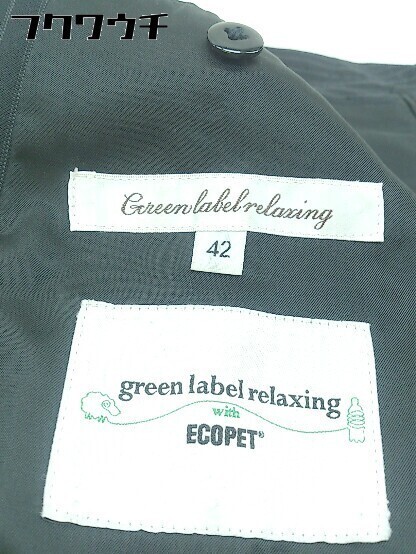 フクワウチ
Green label relaxing
42
green label relaxing
with
ECOPET®